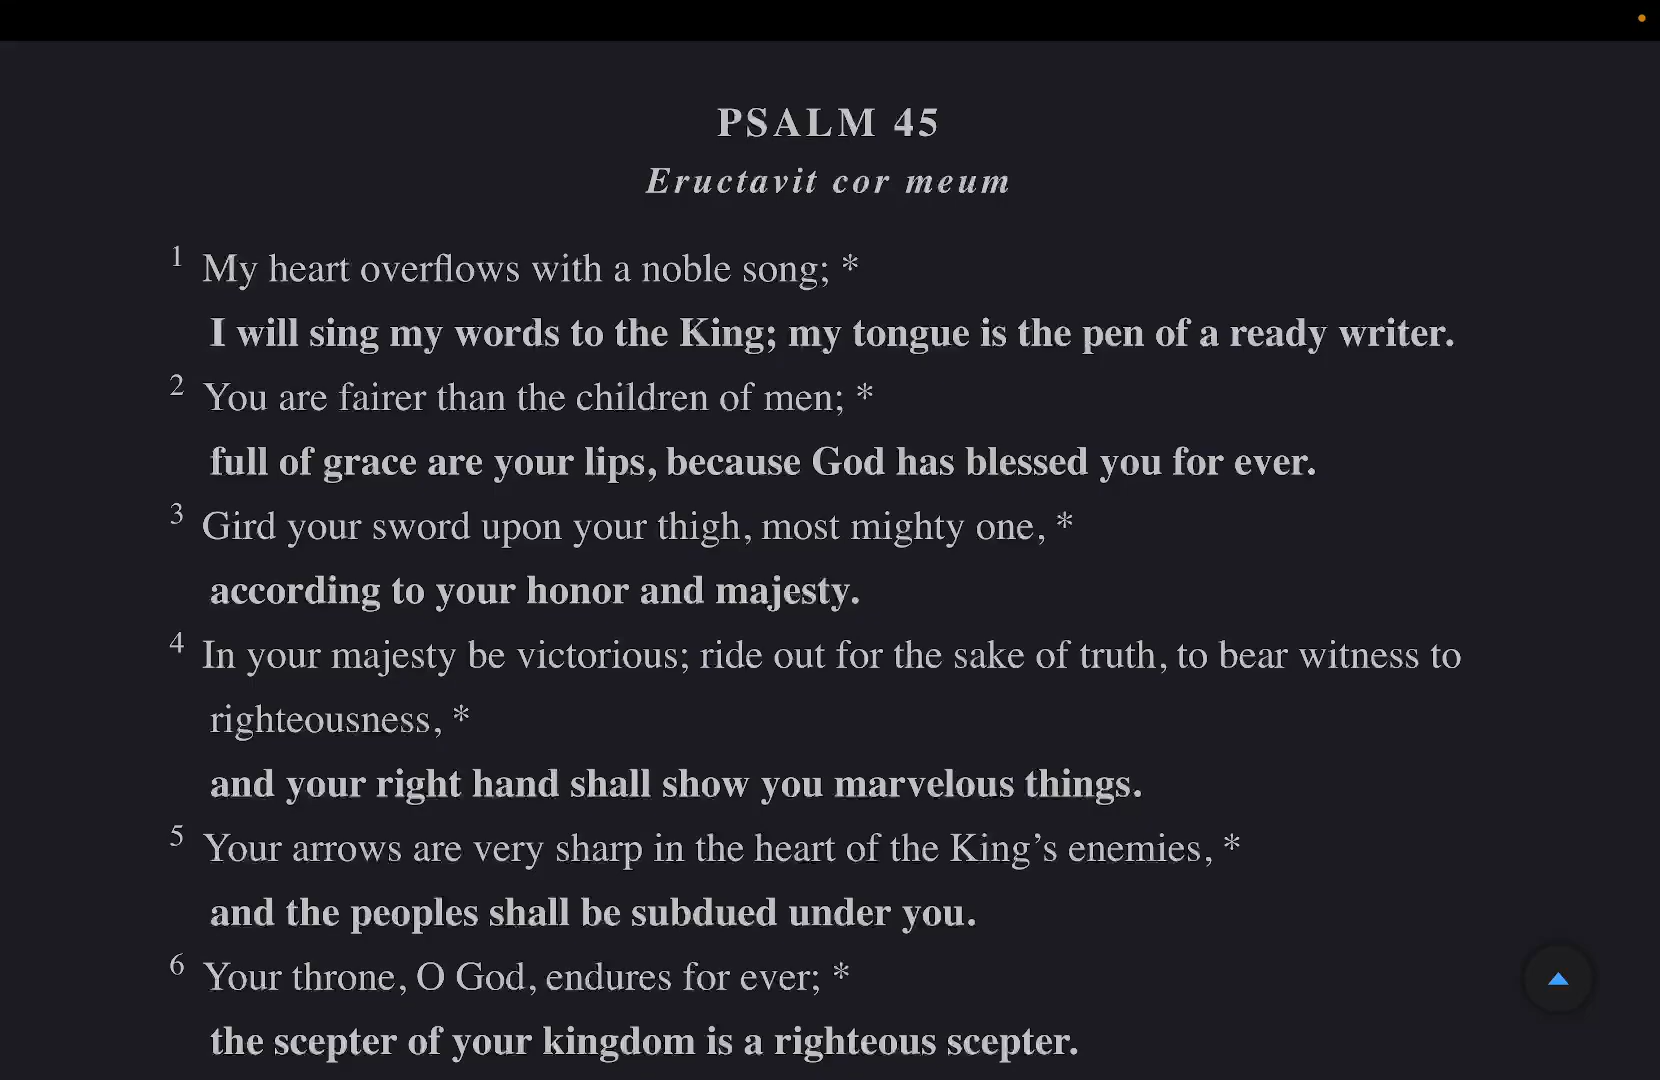 PSALM 45
Eructavit cor meum
1 My heart overflows with a noble song; *
I will sing my words to the King; my tongue is the pen of a ready writer.
2 You are fairer than the children of men; *
full of grace are your lips, because God has blessed you for ever.
3 Gird your sword upon your thigh, most mighty one, *
according to your honor and majesty.
4 In your majesty be victorious; ride out for the sake of truth, to bear witness to
righteousness, *
and your right hand shall show you marvelous things.
5 Your arrows are very sharp in the heart of the King’s enemies, *
and the peoples shall be subdued under you.
6 Your throne, O God, endures for ever; *
the scepter of your kingdom is a righteous scepter.